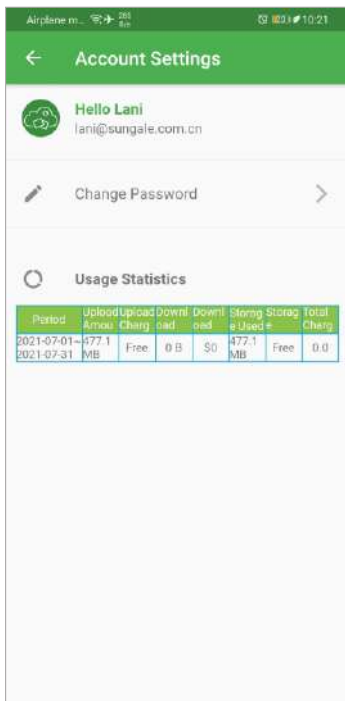 Airplane m... 10:21
Account Settings
Hello Lani
lani@sungale.com.cn
Change Password
Usage Statistics
Period Upload Amou Upload Charg Downl oad Downl oad Storag e Used Storag e Total Charg
2021-07-01~ 2021-07-31 477.1 MB Free 0 B $0 477.1 MB Free 0.0